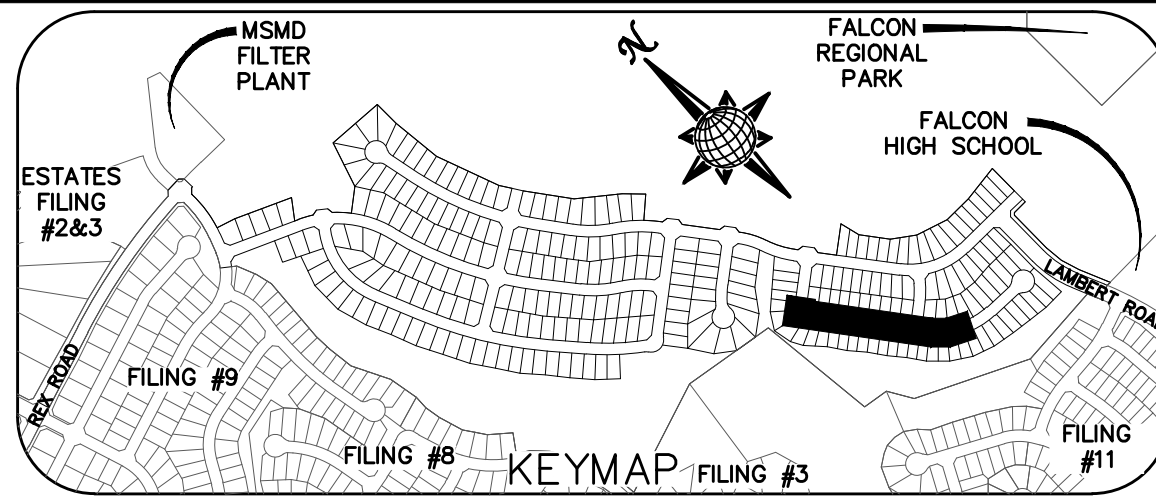 MSMD
FILTER
PLANT
N
FALCON
REGIONAL
PARK
FALCON
HIGH SCHOOL
ESTATES
FILING
#2&3
LAMBERT ROAD
REX ROAD
FILING #9
FILING #8
KEYMAP
FILING #3
FILING
#11